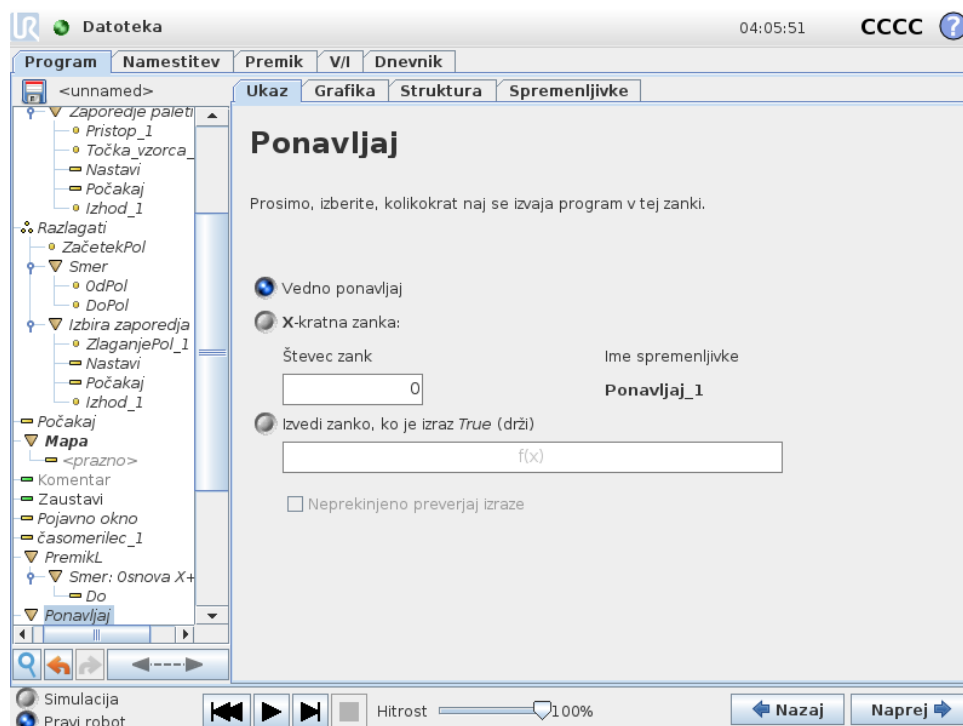 UR Datoteka 04:05:51 CCCC ?
Program Namestitev Premik V/I Dnevnik
<unnamed>
Ukaz Grafika Struktura Spremenljivke
Zaporedje paleti
Pristop_1
Točka_vzorca_
Nastavi
Počakaj
Izhod_1
Razlagati
ZačetekPol
Smer
OdPol
DoPol
Izbira zaporedja
ZlaganjePol_1
Nastavi
Počakaj
Izhod_1
Počakaj
Mapa
<prazno>
Komentar
Zaustavi
Pojavno okno
časomerilec_1
PremikL
Smer: Osnova X+
Do
Ponavljaj
Ponavljaj
Prosimo, izberite, kolikokrat naj se izvaja program v tej zanki.
Vedno ponavljaj
X-kratna zanka:
Števec zank
Ime spremenljivke
0
Ponavljaj_1
Izvedi zanko, ko je izraz True (drži)
f(x)
Neprekinjeno preverjaj izraze
Simulacija
Pravi robot
Hitrost 100%
Nazaj
Naprej